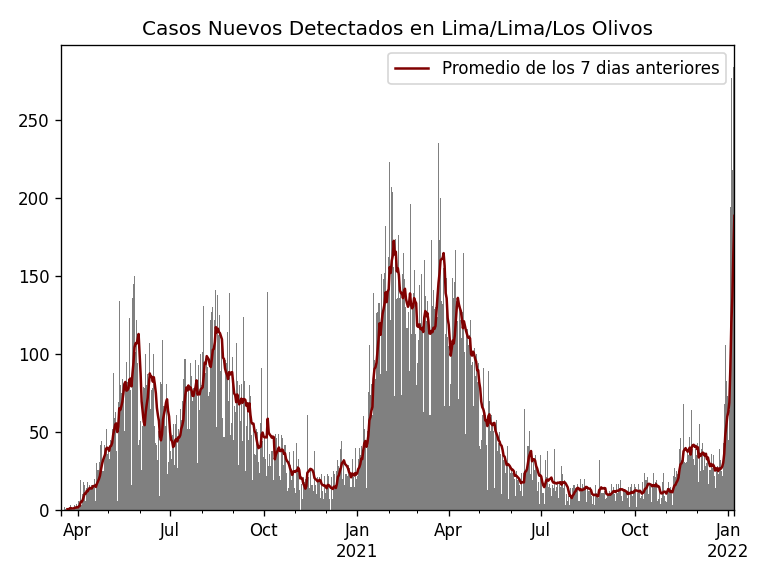 Casos Nuevos Detectados en Lima/Lima/Los Olivos
Promedio de los 7 dias anteriores
250
200
150
100
50
0
Apr Jul Oct Jan Apr Jul Oct Jan
2021 2022